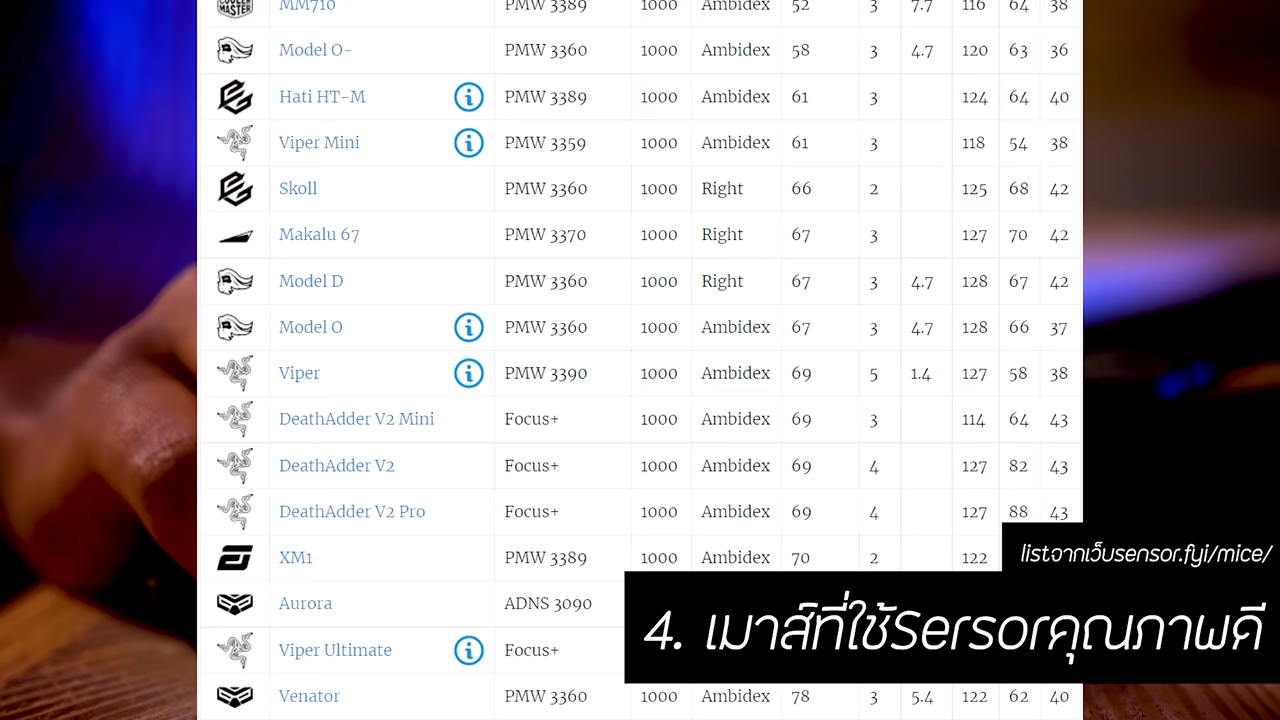 COOLER MASTER MM710 PMW 3389 1000 Ambidex 52 3 7.7 116 64 38
Model O- PMW 3360 1000 Ambidex 58 3 4.7 120 63 36
Hati HT-M i PMW 3389 1000 Ambidex 61 3 124 64 40
Viper Mini i PMW 3359 1000 Ambidex 61 3 118 54 38
Skoll PMW 3360 1000 Right 66 2 125 68 42
Makalu 67 PMW 3370 1000 Right 67 3 127 70 42
Model D PMW 3360 1000 Right 67 3 4.7 128 67 42
Model O i PMW 3360 1000 Ambidex 67 3 4.7 128 66 37
Viper i PMW 3390 1000 Ambidex 69 5 1.4 127 58 38
DeathAdder V2 Mini Focus+ 1000 Ambidex 69 3 114 64 43
DeathAdder V2 Focus+ 1000 Ambidex 69 4 127 82 43
DeathAdder V2 Pro Focus+ 1000 Ambidex 69 4 127 88 43
XM1 PMW 3389 1000 Ambidex 70 2 122
Aurora ADNS 3090
Viper Ultimate i Focus+
Venator PMW 3360 1000 Ambidex 78 3 5.4 122 62 40
listจากเว็บsensor.fyi/mice/
4. เมาส์ที่ใช้Sersorคุณภาพดี